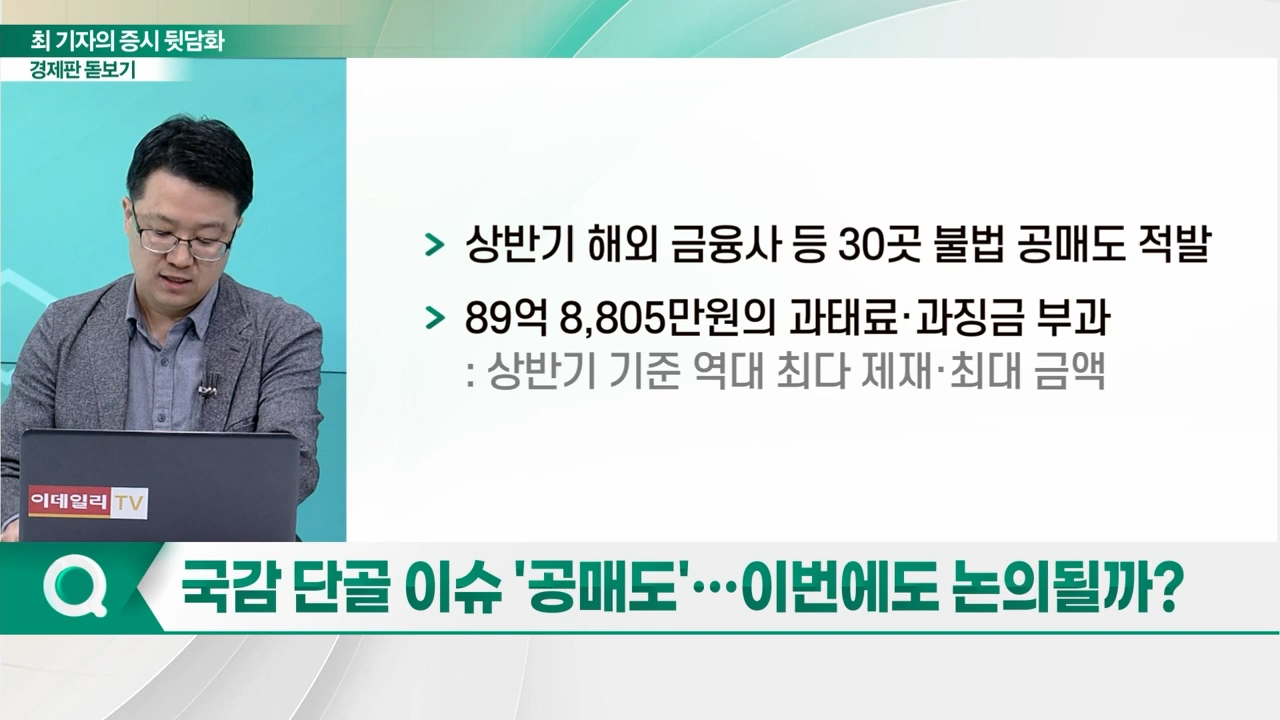 최 기자의 증시 뒷담화
경제판 돋보기
> 상반기 해외 금융사 등 30곳 불법 공매도 적발
> 89억 8,805만원의 과태료·과징금 부과
: 상반기 기준 역대 최다 제재·최대 금액
이데일리 TV
국감 단골 이슈 '공매도'…이번에도 논의될까?